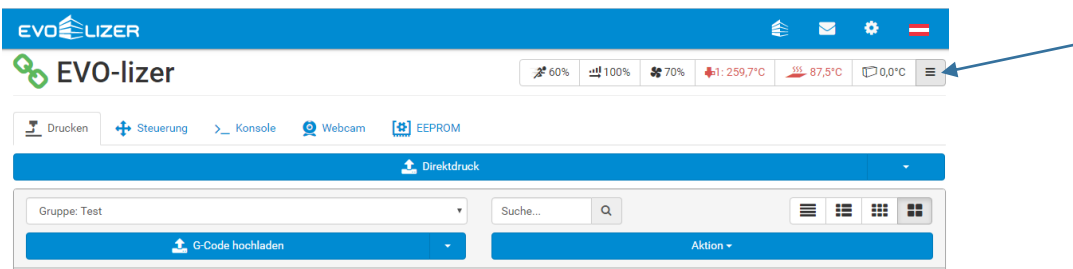 EVOLIZER
EVO-lizer
60% 100% 70% 1: 259,7°C 87,5°C 0,0°C
Drucken Steuerung >_ Konsole Webcam EEPROM
Direktdruck
Gruppe: Test Suche...
G-Code hochladen Aktion